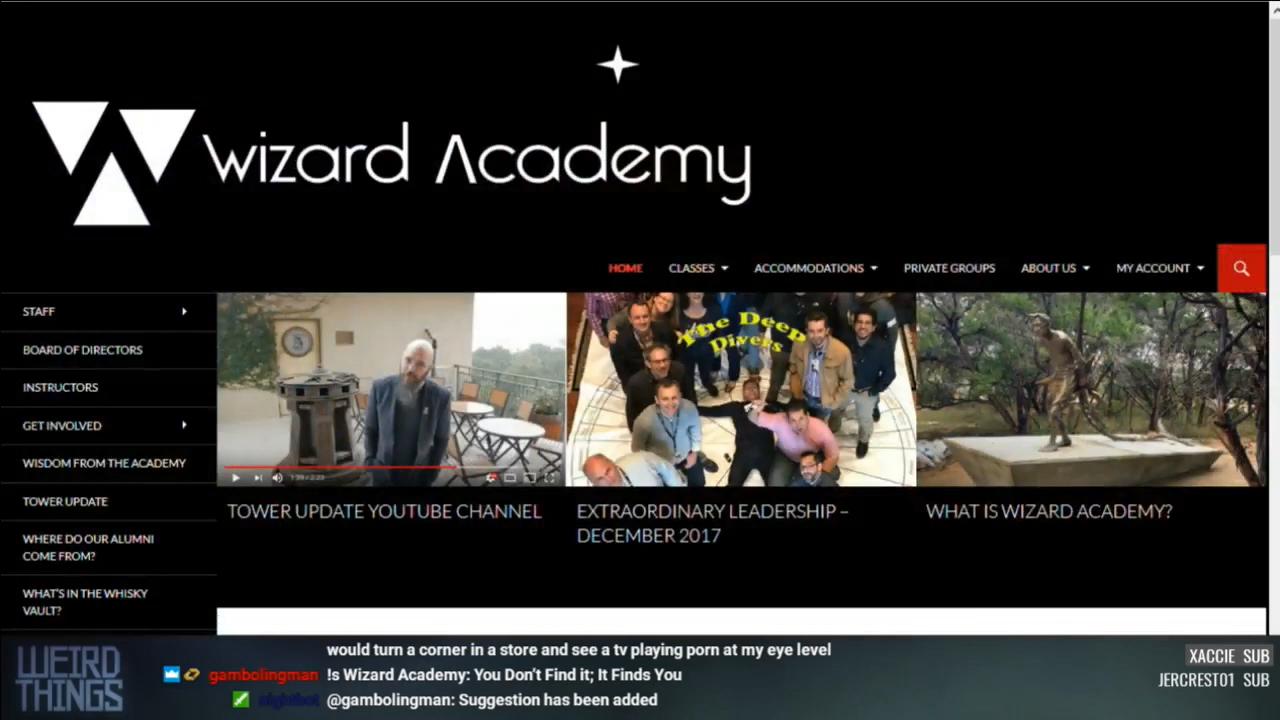 wizard Academy
HOME
CLASSES
ACCOMMODATIONS
PRIVATE GROUPS
ABOUT US
MY ACCOUNT
STAFF
BOARD OF DIRECTORS
INSTRUCTORS
GET INVOLVED
WISDOM FROM THE ACADEMY
TOWER UPDATE
WHERE DO OUR ALUMNI
COME FROM?
WHAT'S IN THE WHISKY
VAULT?
The Deep
Divers
TOWER UPDATE YOUTUBE CHANNEL
EXTRAORDINARY LEADERSHIP –
DECEMBER 2017
WHAT IS WIZARD ACADEMY?
WEIRD
THINGS
would turn a corner in a store and see a tv playing porn at my eye level
gambolingman !s Wizard Academy: You Don't Find it; It Finds You
nightbot @gambolingman: Suggestion has been added
XACCIE SUB
JERCREST01 SUB